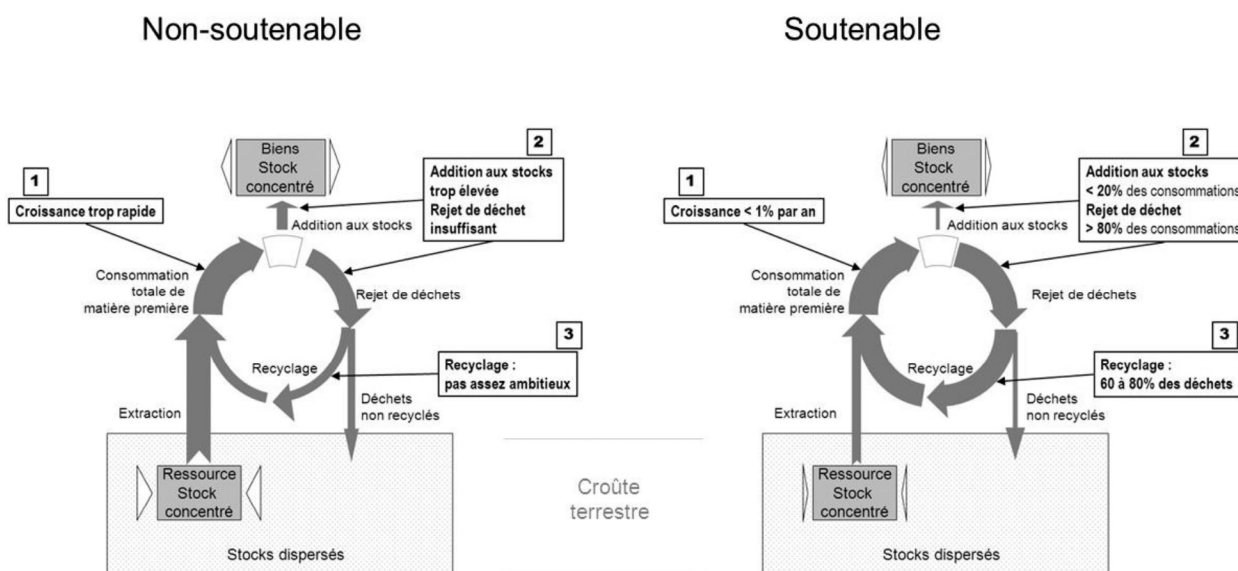 Non-soutenable
1
Croissance trop rapide
Biens
Stock
concentré
2
Addition aux stocks
trop élevée
Rejet de déchet
insuffisant
Addition aux stocks
Consommation
totale de
matière première
Rejet de déchets
3
Recyclage :
pas assez ambitieux
Recyclage
Extraction
Déchets
non recyclés
Ressource
Stock
concentré
Stocks dispersés
Croûte
terrestre
Soutenable
1
Croissance < 1% par an
Biens
Stock
concentré
2
Addition aux stocks
< 20% des consommations
Rejet de déchet
> 80% des consommations
Addition aux stocks
Consommation
totale de
matière première
Rejet de déchets
3
Recyclage :
60 à 80% des déchets
Recyclage
Extraction
Déchets
non recyclés
Ressource
Stock
concentré
Stocks dispersés